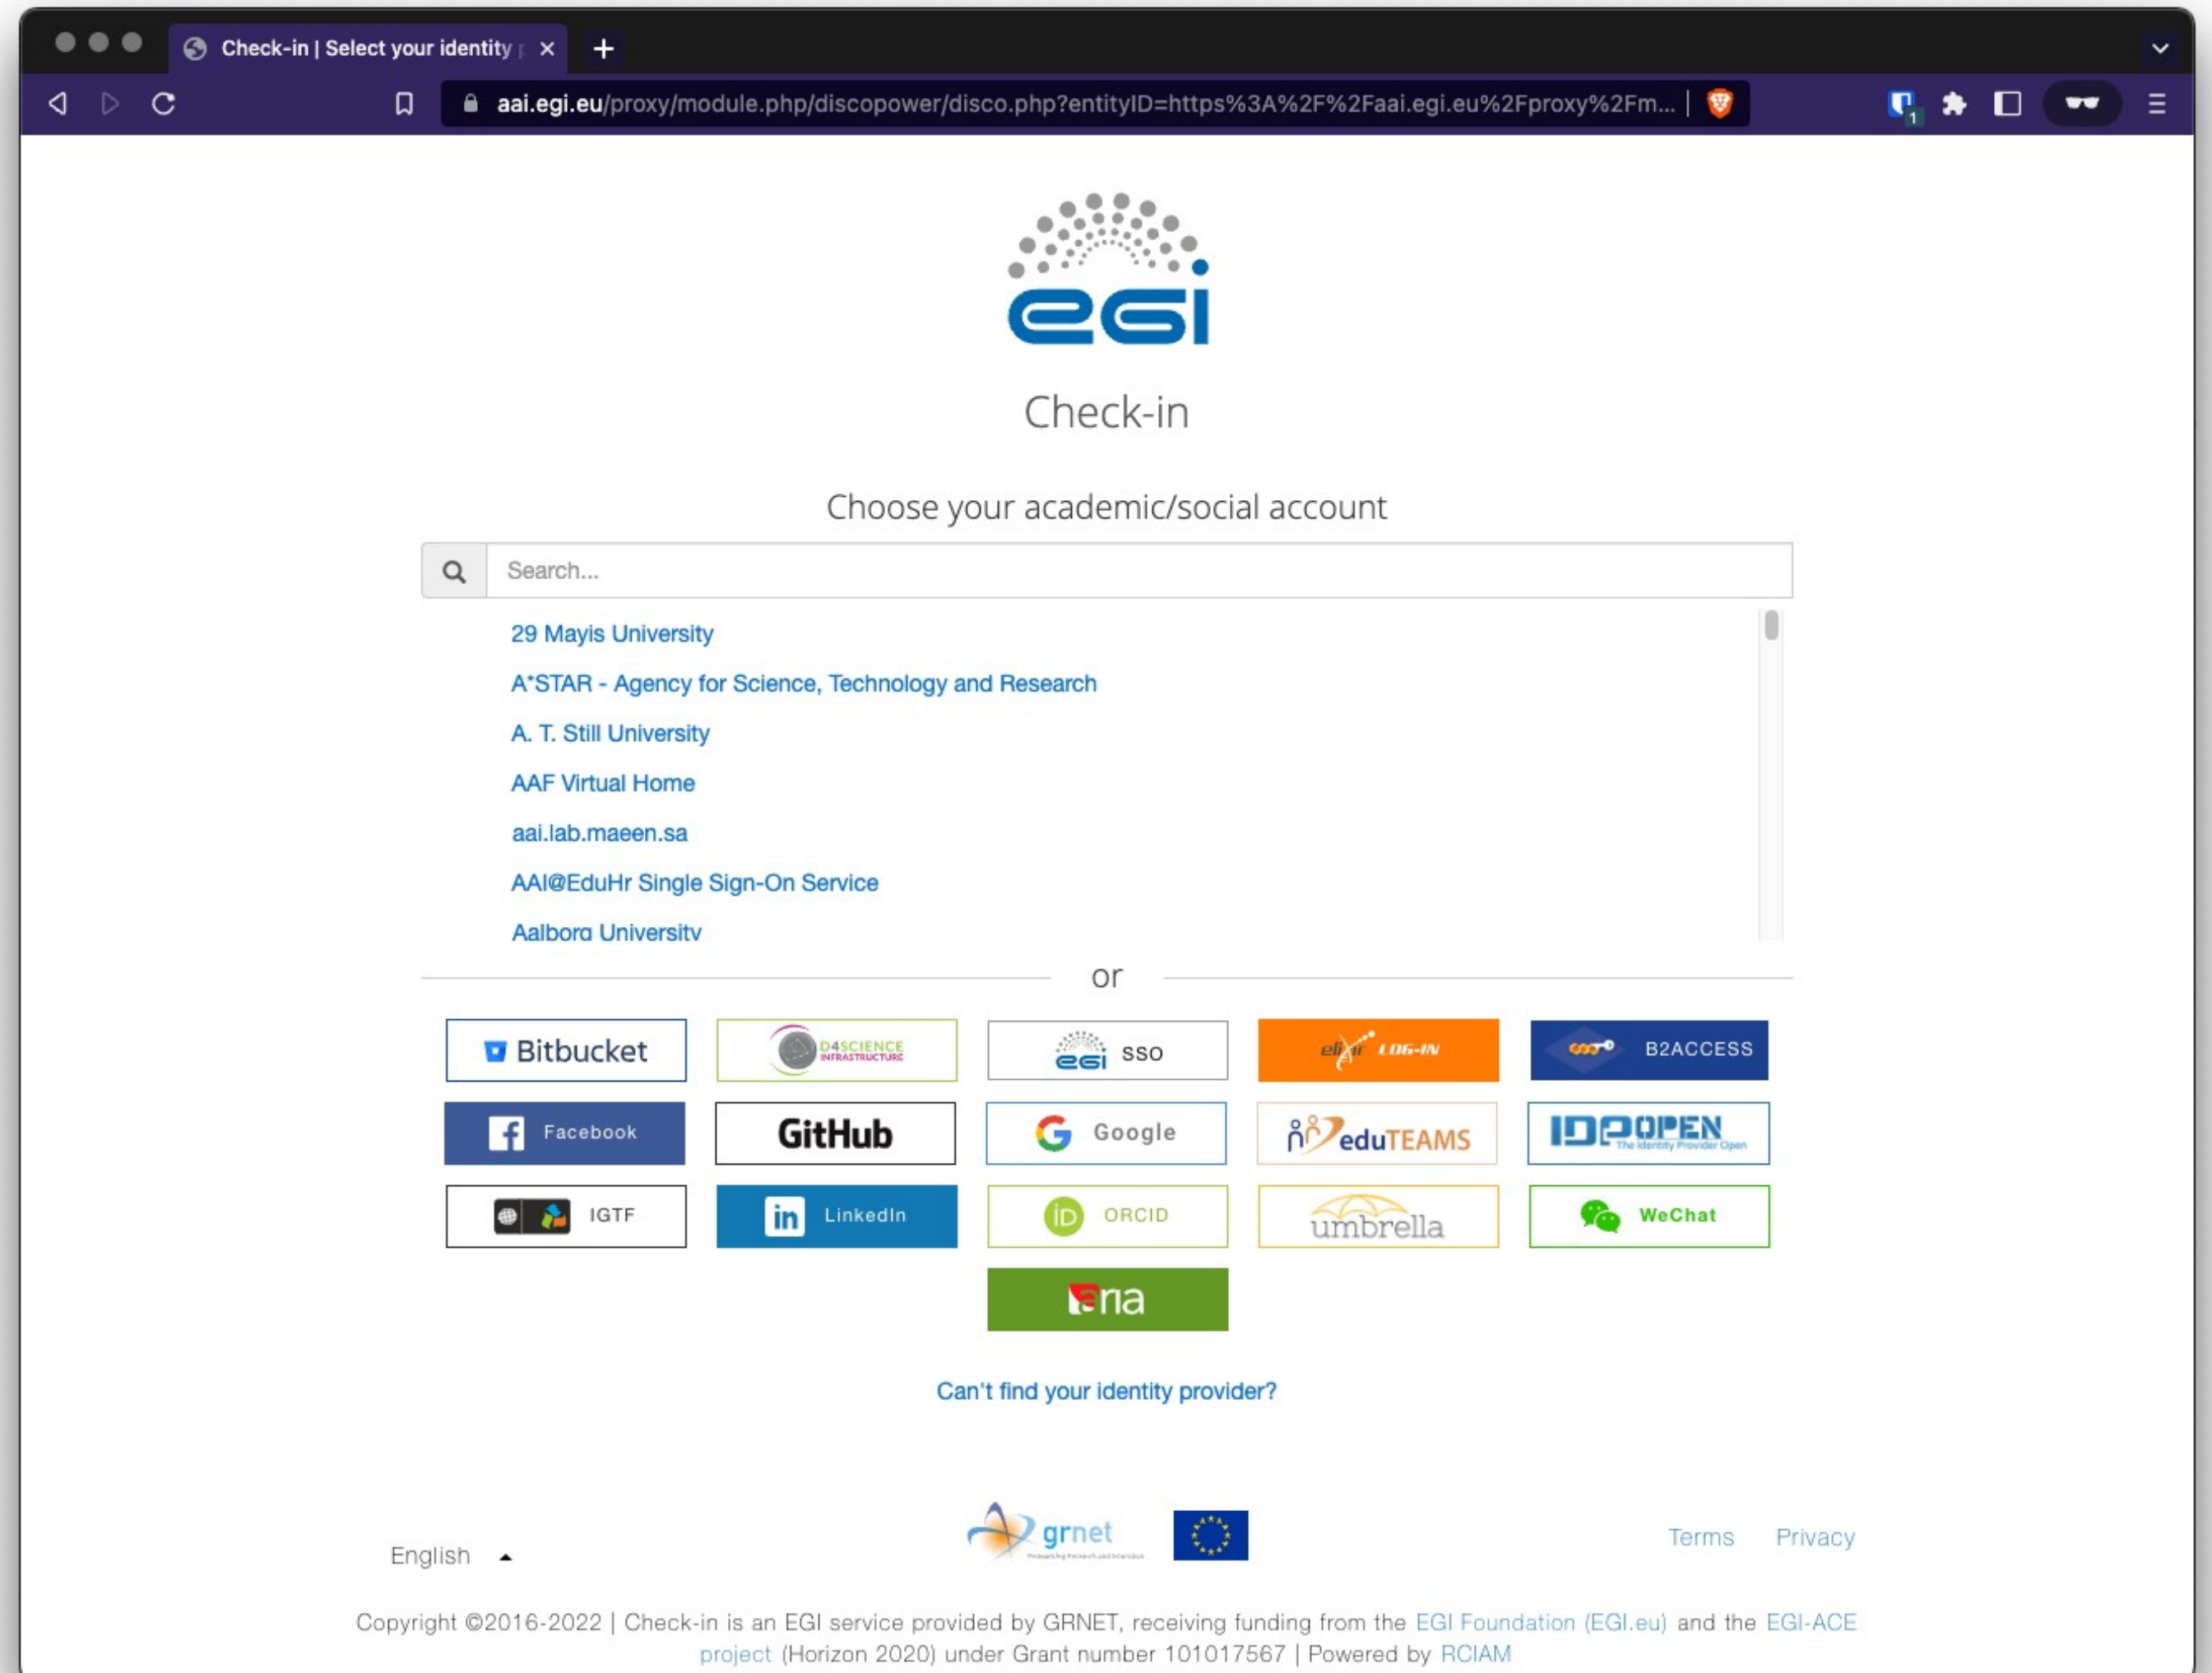 Check-in | Select your identity p
aai.egi.eu/proxy/module.php/discopower/disco.php?entityID=https%3A%2F%2Faai.egi.eu%2Fproxy%2Fm...
1
egi
Check-in
Choose your academic/social account
Search...
29 Mayis University
A*STAR - Agency for Science, Technology and Research
A. T. Still University
AAF Virtual Home
aai.lab.maeen.sa
AAI@EduHr Single Sign-On Service
Aalborg University
or
Bitbucket
D4SCIENCE
INFRASTRUCTURE
egi SSO
elixir LOG-IN
B2ACCESS
Facebook
GitHub
Google
eduTEAMS
IDPOPEN
The Identity Provider Open
IGTF
in LinkedIn
iD ORCID
umbrella
WeChat
aria
Can't find your identity provider?
English
grnet
Terms Privacy
Copyright ©2016-2022 | Check-in is an EGI service provided by GRNET, receiving funding from the EGI Foundation (EGI.eu) and the EGI-ACE
project (Horizon 2020) under Grant number 101017567 | Powered by RCIAM